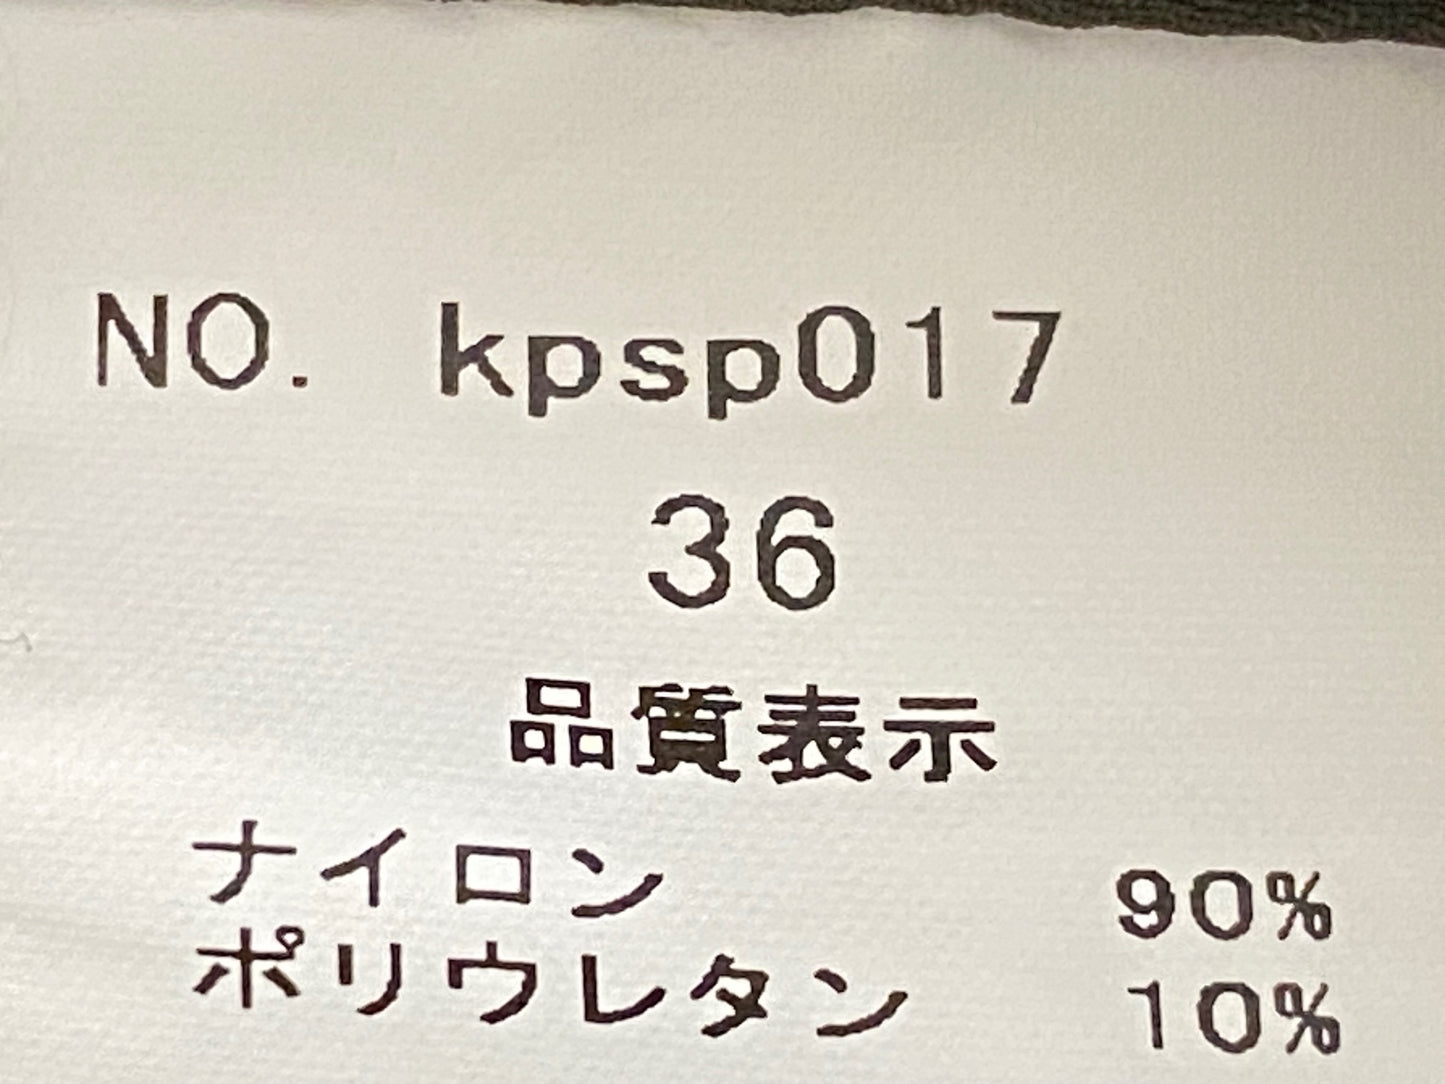 NO. kpsp017
36
品質表示
ナイロン 90%
ポリウレタン 10%